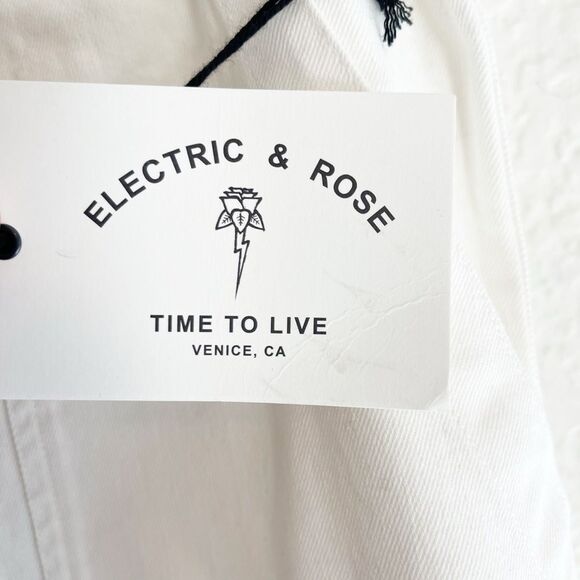 ELECTRIC & ROSE
TIME TO LIVE
VENICE, CA